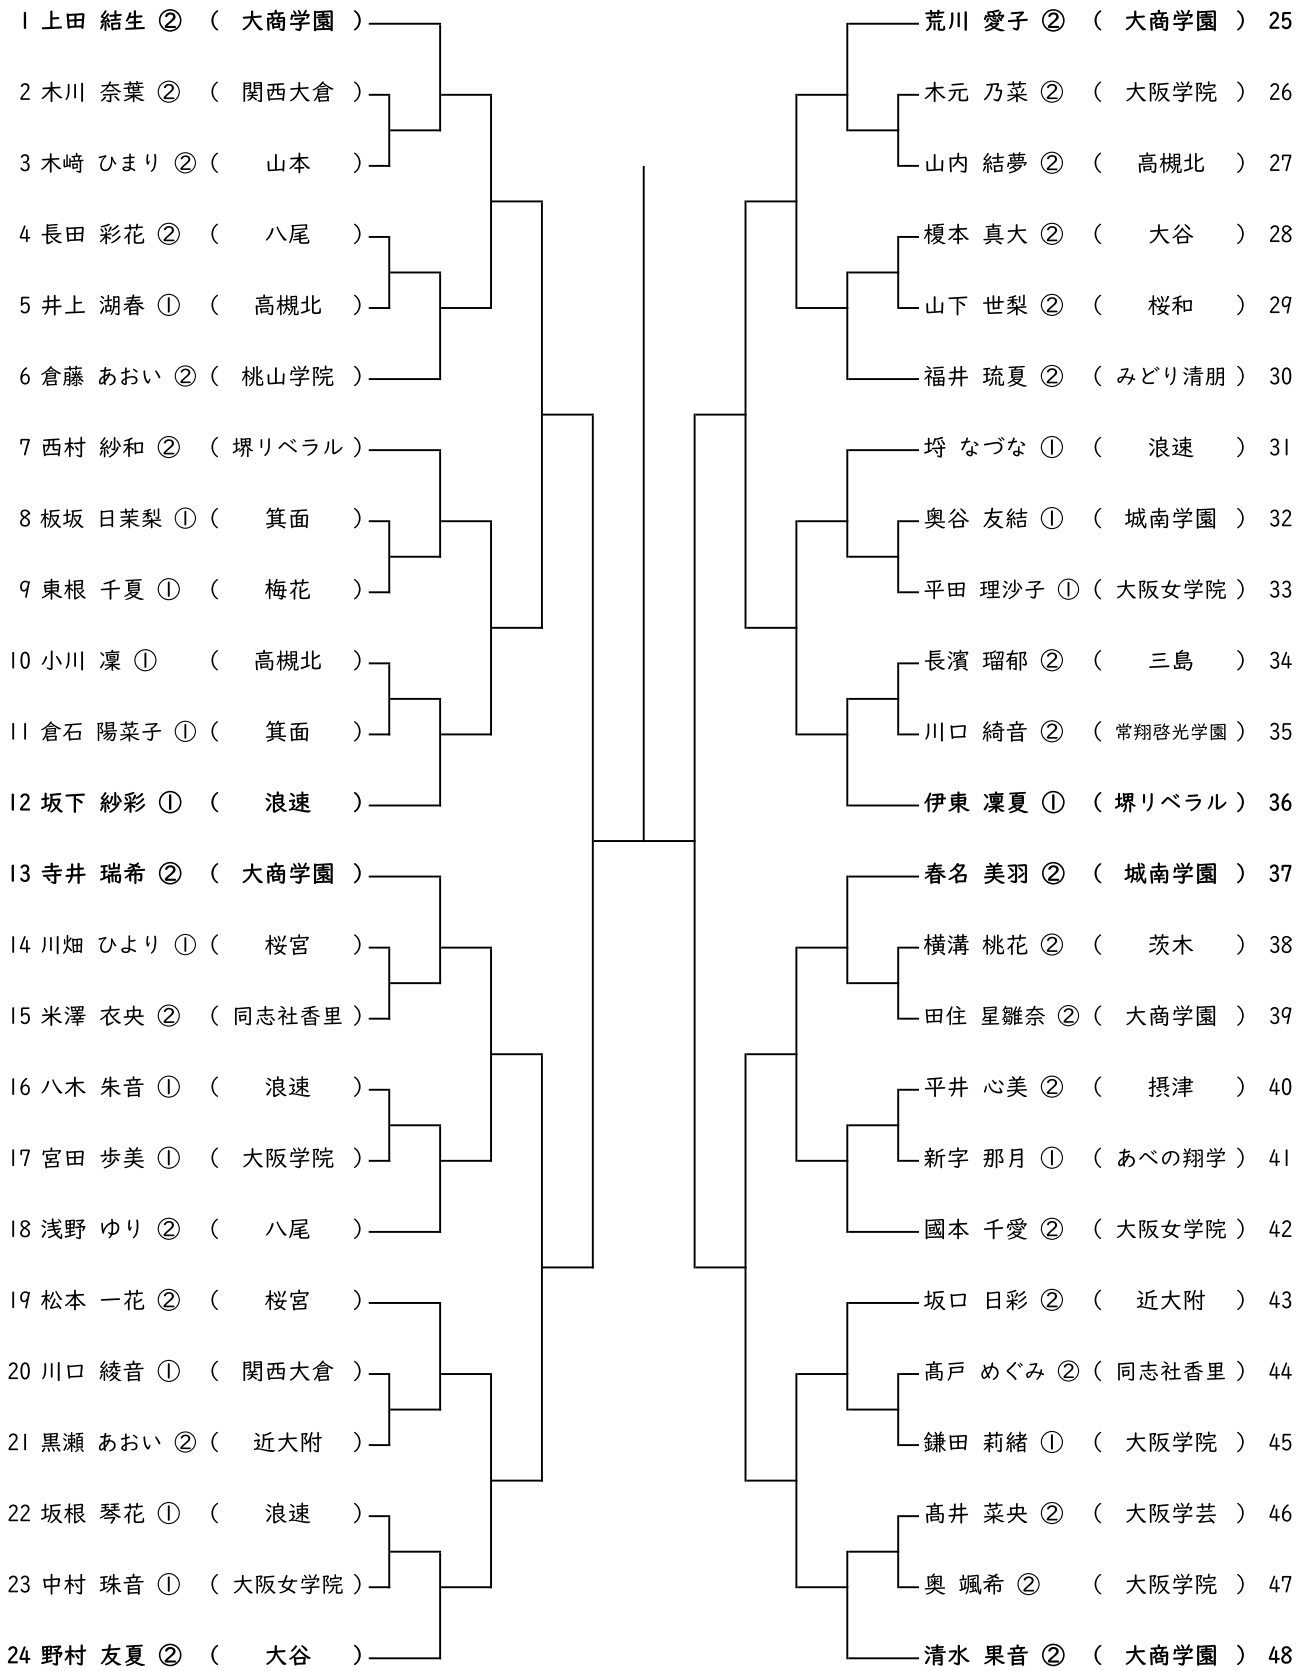 1 上田 結生 ② ( 大商学園 )
2 木川 奈葉 ② ( 関西大倉 )
3 木﨑 ひまり ② ( 山本 )
4 長田 彩花 ② ( 八尾 )
5 井上 湖春 ① ( 高槻北 )
6 倉藤 あおい ② ( 桃山学院 )
7 西村 紗和 ② ( 堺リベラル )
8 板坂 日茉梨 ① ( 箕面 )
9 東根 千夏 ① ( 梅花 )
10 小川 凜 ① ( 高槻北 )
11 倉石 陽菜子 ① ( 箕面 )
12 坂下 紗彩 ① ( 浪速 )
13 寺井 瑞希 ② ( 大商学園 )
14 川畑 ひより ① ( 桜宮 )
15 米澤 衣央 ② ( 同志社香里 )
16 八木 朱音 ① ( 浪速 )
17 宮田 歩美 ① ( 大阪学院 )
18 浅野 ゆり ② ( 八尾 )
19 松本 一花 ② ( 桜宮 )
20 川口 綾音 ① ( 関西大倉 )
21 黒瀬 あおい ② ( 近大附 )
22 坂根 琴花 ① ( 浪速 )
23 中村 珠音 ① ( 大阪女学院 )
24 野村 友夏 ② ( 大谷 )
荒川 愛子 ② ( 大商学園 ) 25
木元 乃菜 ② ( 大阪学院 ) 26
山内 結夢 ② ( 高槻北 ) 27
榎本 真大 ② ( 大谷 ) 28
山下 世梨 ② ( 桜和 ) 29
福井 琉夏 ② ( みどり清朋 ) 30
埒 なづな ① ( 浪速 ) 31
奥谷 友結 ① ( 城南学園 ) 32
平田 理沙子 ① ( 大阪女学院 ) 33
長濱 瑠郁 ② ( 三島 ) 34
川口 綺音 ② ( 常翔啓光学園 ) 35
伊東 凜夏 ① ( 堺リベラル ) 36
春名 美羽 ② ( 城南学園 ) 37
横溝 桃花 ② ( 茨木 ) 38
田住 星雛奈 ② ( 大商学園 ) 39
平井 心美 ② ( 摂津 ) 40
新字 那月 ① ( あべの翔学 ) 41
國本 千愛 ② ( 大阪女学院 ) 42
坂口 日彩 ② ( 近大附 ) 43
髙戸 めぐみ ② ( 同志社香里 ) 44
鎌田 莉緒 ① ( 大阪学院 ) 45
髙井 菜央 ② ( 大阪学芸 ) 46
奥 颯希 ② ( 大阪学院 ) 47
清水 果音 ② ( 大商学園 ) 48